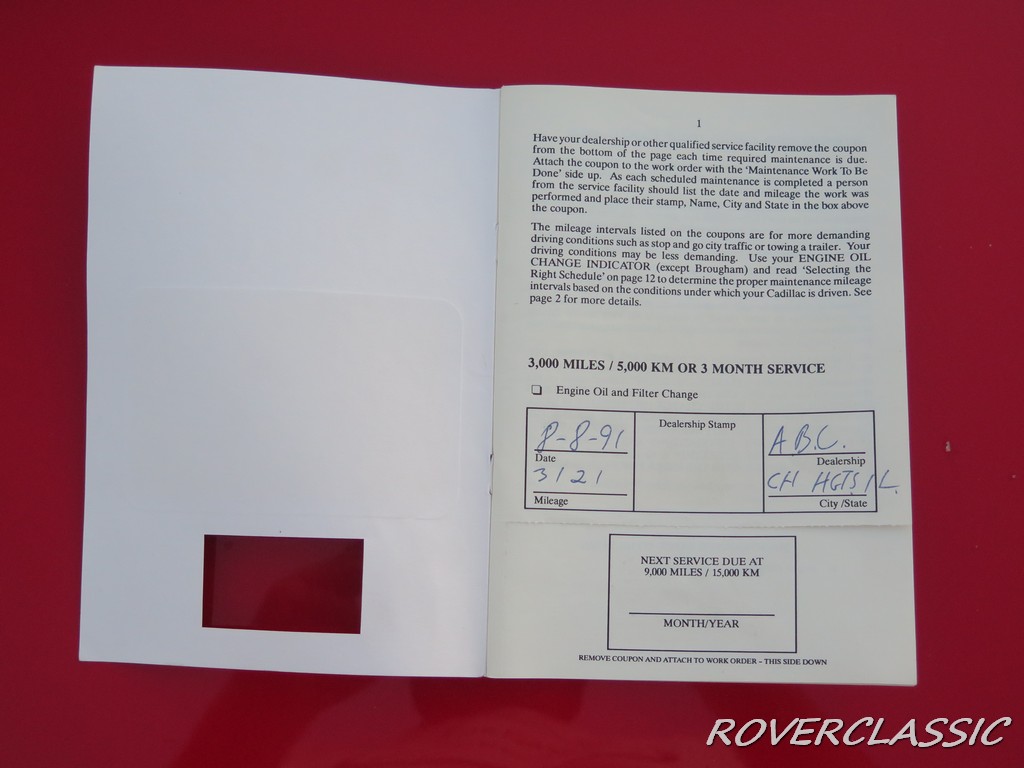 1
Have your dealership or other qualified service facility remove the coupon
from the bottom of the page each time required maintenance is due.
Attach the coupon to the work order with the 'Maintenance Work To Be
Done' side up. As each scheduled maintenance is completed a person
from the service facility should list the date and mileage the work was
performed and place their stamp, Name, City and State in the box above
the coupon.
The mileage intervals listed on the coupons are for more demanding
driving conditions such as stop and go city traffic or towing a trailer. Your
driving conditions may be less demanding. Use your ENGINE OIL
CHANGE INDICATOR (except Brougham) and read 'Selecting the
Right Schedule' on page 12 to determine the proper maintenance mileage
intervals based on the conditions under which your Cadillac is driven. See
page 2 for more details.
3,000 MILES / 5,000 KM OR 3 MONTH SERVICE
❏ Engine Oil and Filter Change
8-8-91
Date
3121
Mileage
Dealership Stamp
A.B.C.
Dealership
CH HGTS IL.
City /State
NEXT SERVICE DUE AT
9,000 MILES / 15,000 KM
MONTH/YEAR
REMOVE COUPON AND ATTACH TO WORK ORDER – THIS SIDE DOWN
ROVERCLASSIC